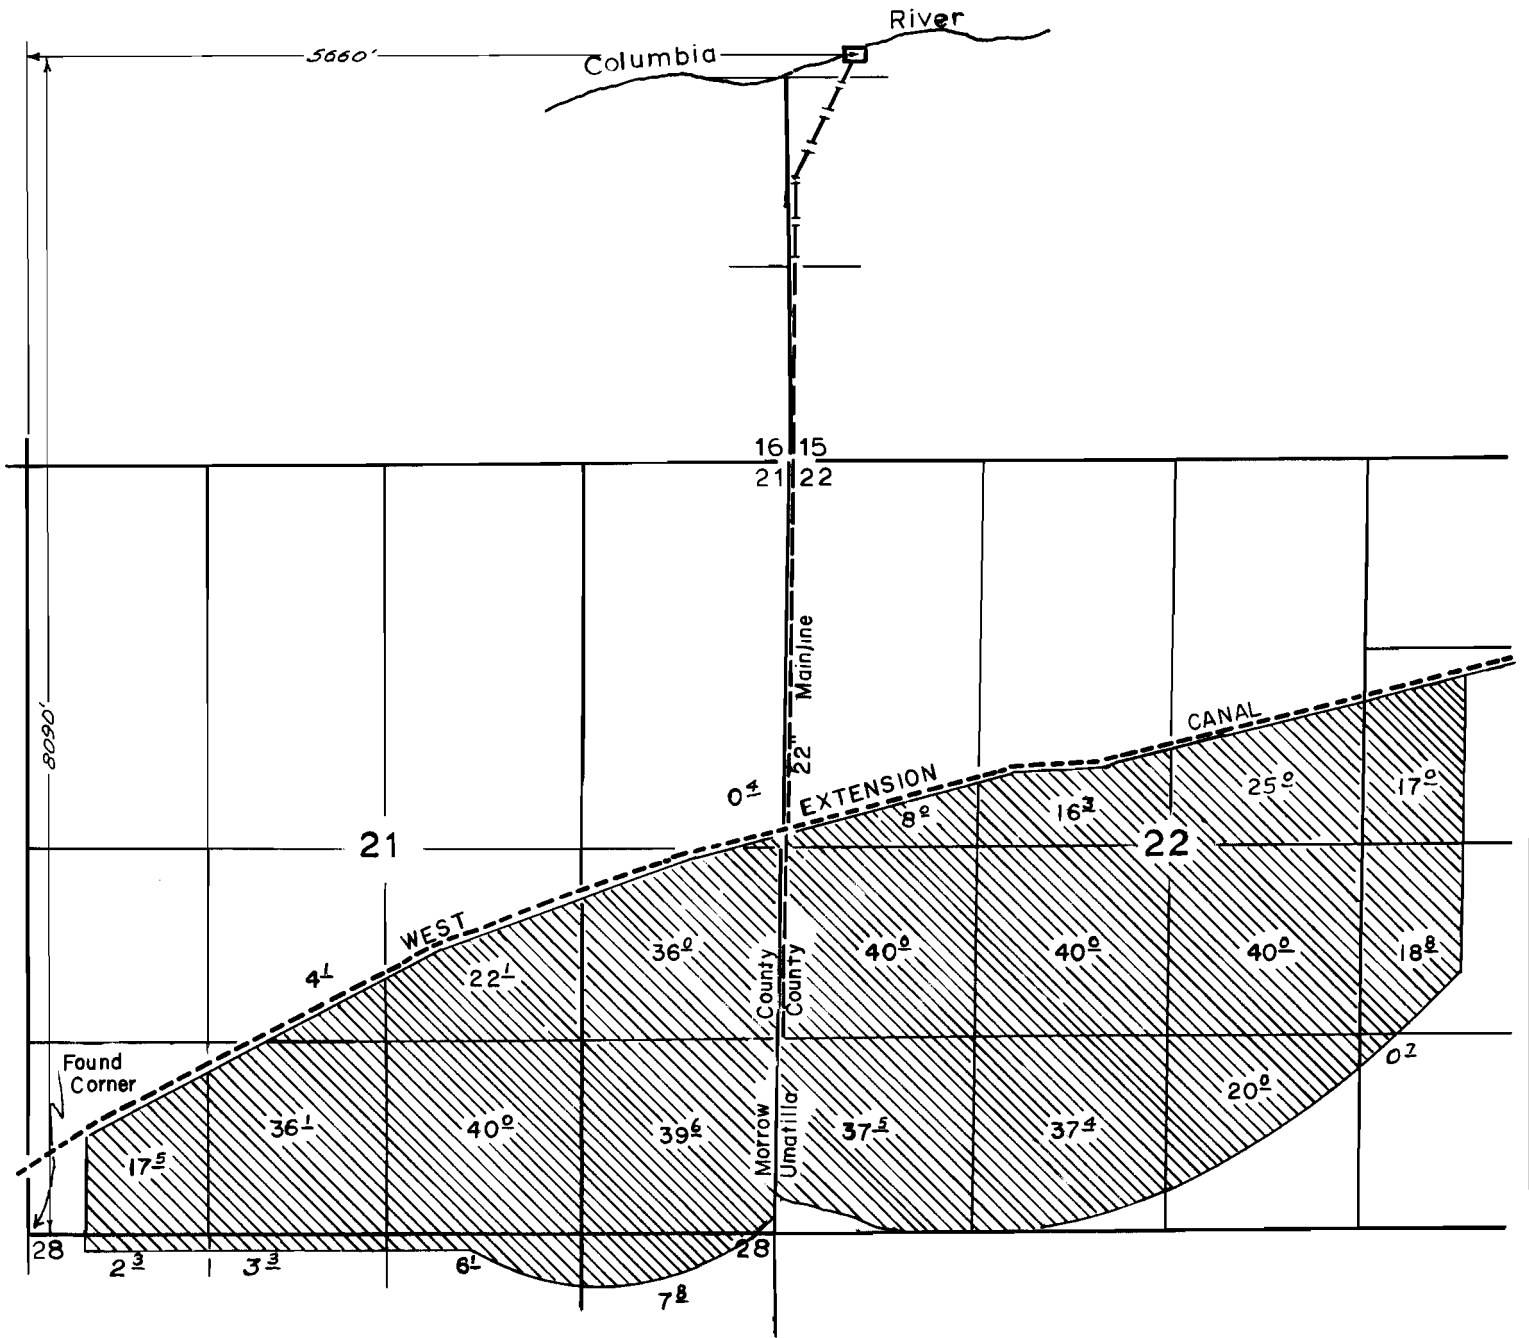 River
5660'
Columbia
16 15
21 22
Mainline
22"
8090'
CANAL
EXTENSION
0 4
8 0
16 3
25 0
17 0
21
22
WEST
4 1
22 1
36 0
County
County
40 0
40 0
40 0
18 8
Found
Corner
0 7
17 5
36 1
40 0
39 6
Morrow
Umatilla
37 5
37 4
20 0
28
28
2 3
3 3
6 1
7 8